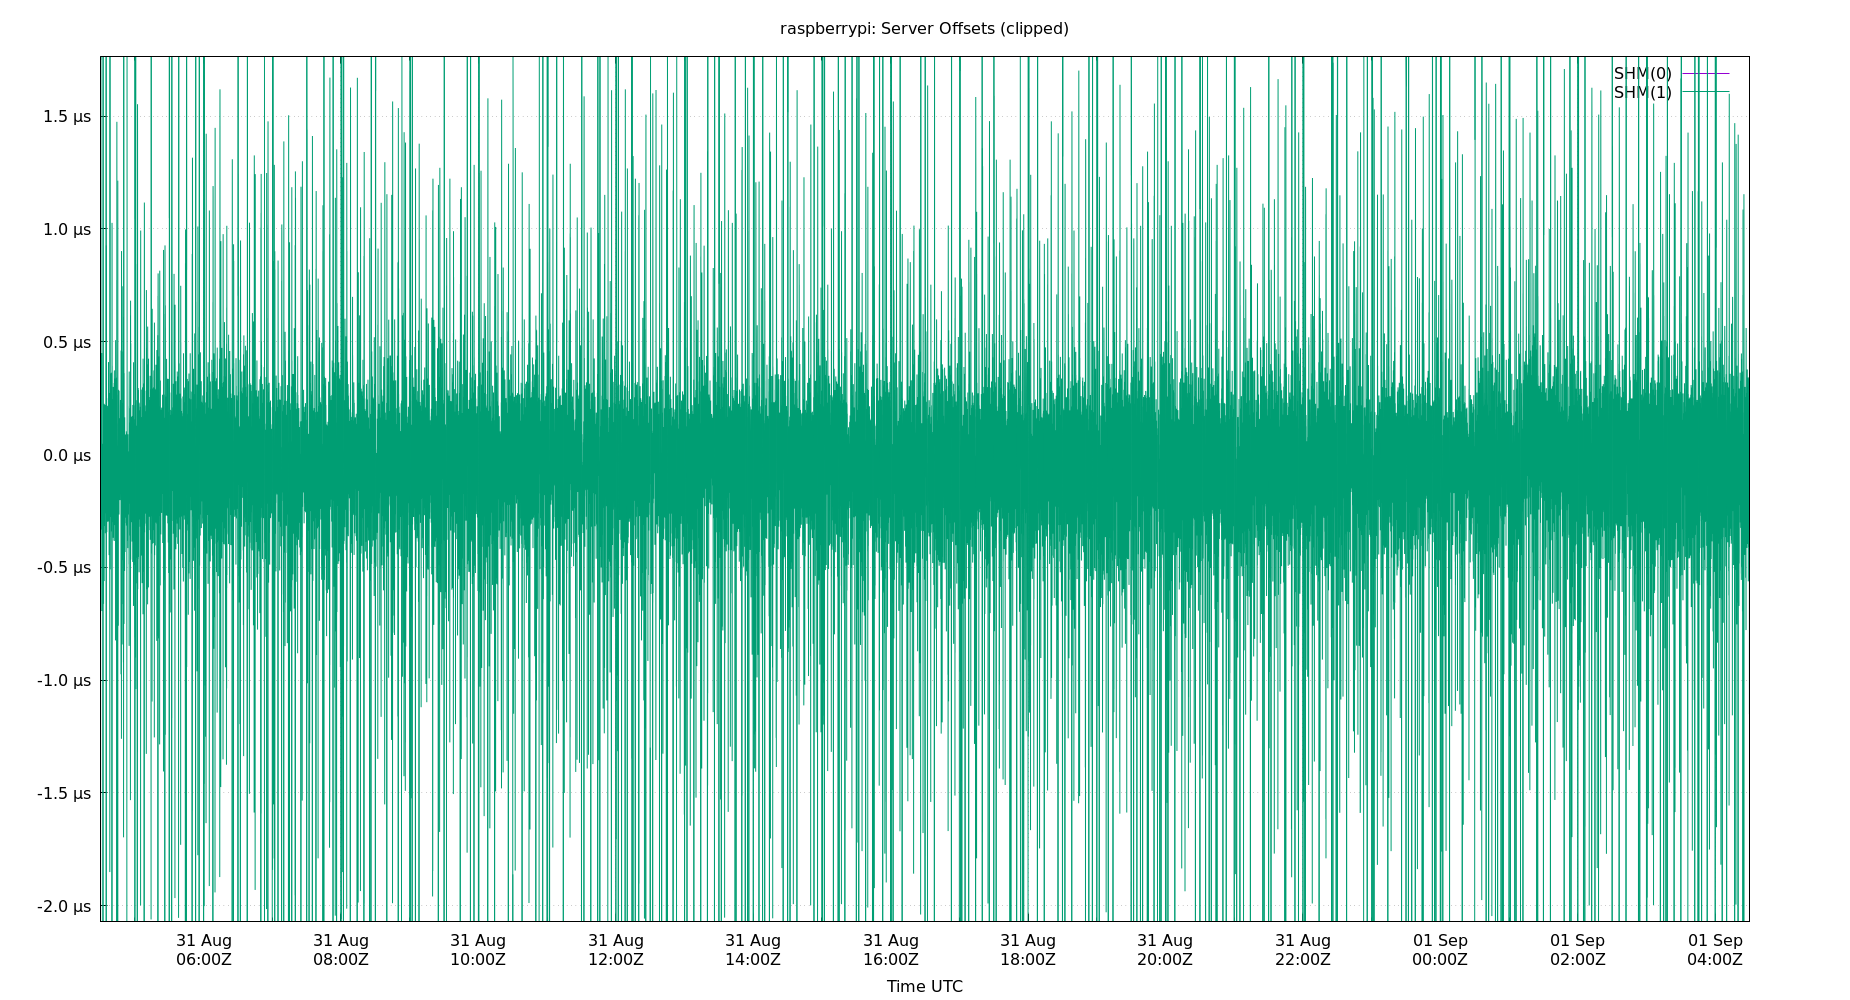 raspberrypi: Server Offsets (clipped)
SHM(0)
SHM(1)
1.5 µs
1.0 µs
0.5 µs
0.0 µs
-0.5 µs
-1.0 µs
-1.5 µs
-2.0 µs
31 Aug 31 Aug 31 Aug 31 Aug 31 Aug 31 Aug 31 Aug 31 Aug 31 Aug 01 Sep 01 Sep 01 Sep
06:00Z 08:00Z 10:00Z 12:00Z 14:00Z 16:00Z 18:00Z 20:00Z 22:00Z 00:00Z 02:00Z 04:00Z
Time UTC